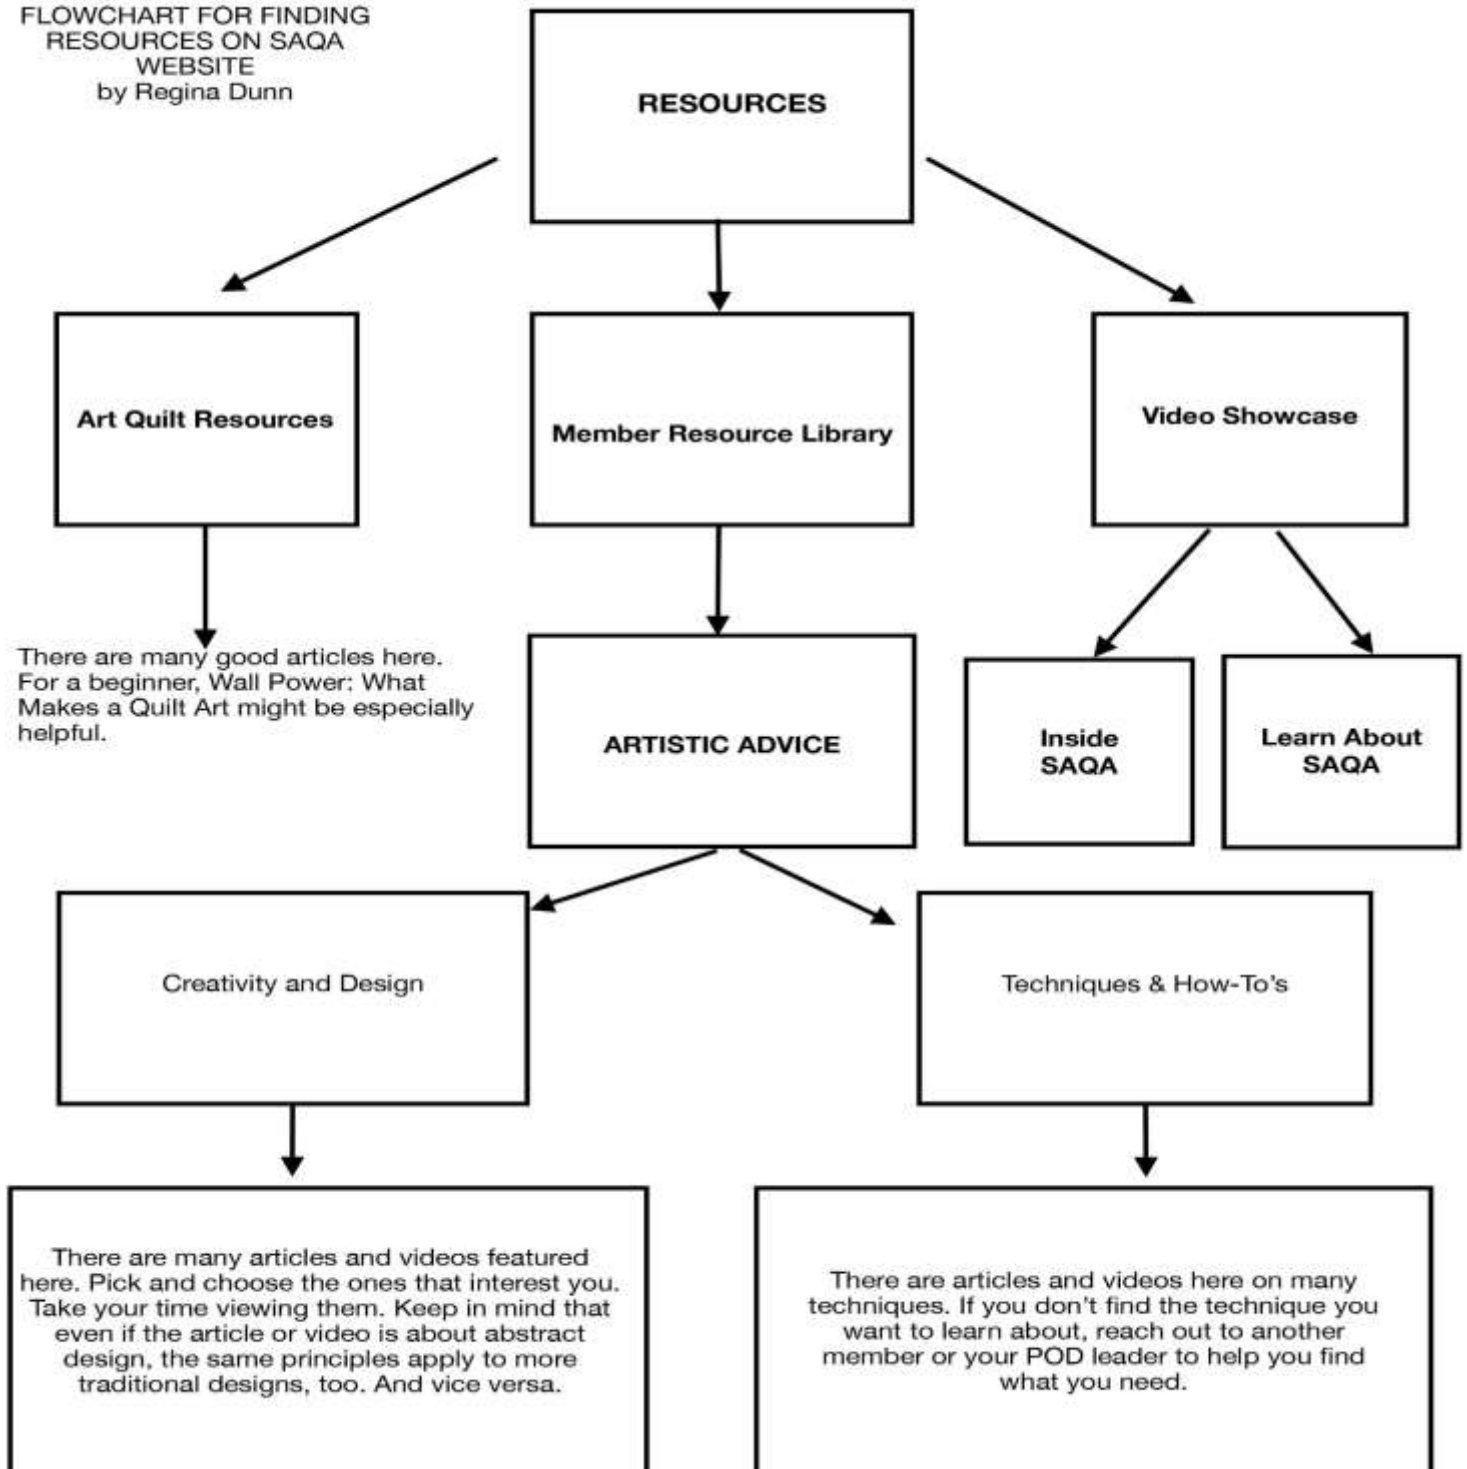 FLOWCHART FOR FINDING
RESOURCES ON SAQA
WEBSITE
by Regina Dunn
RESOURCES
Art Quilt Resources
Member Resource Library
Video Showcase
There are many good articles here.
For a beginner, Wall Power: What
Makes a Quilt Art might be especially
helpful.
ARTISTIC ADVICE
Inside
SAQA
Learn About
SAQA
Creativity and Design
Techniques & How-To's
There are many articles and videos featured
here. Pick and choose the ones that interest you.
Take your time viewing them. Keep in mind that
even if the article or video is about abstract
design, the same principles apply to more
traditional designs, too. And vice versa.
There are articles and videos here on many
techniques. If you don't find the technique you
want to learn about, reach out to another
member or your POD leader to help you find
what you need.